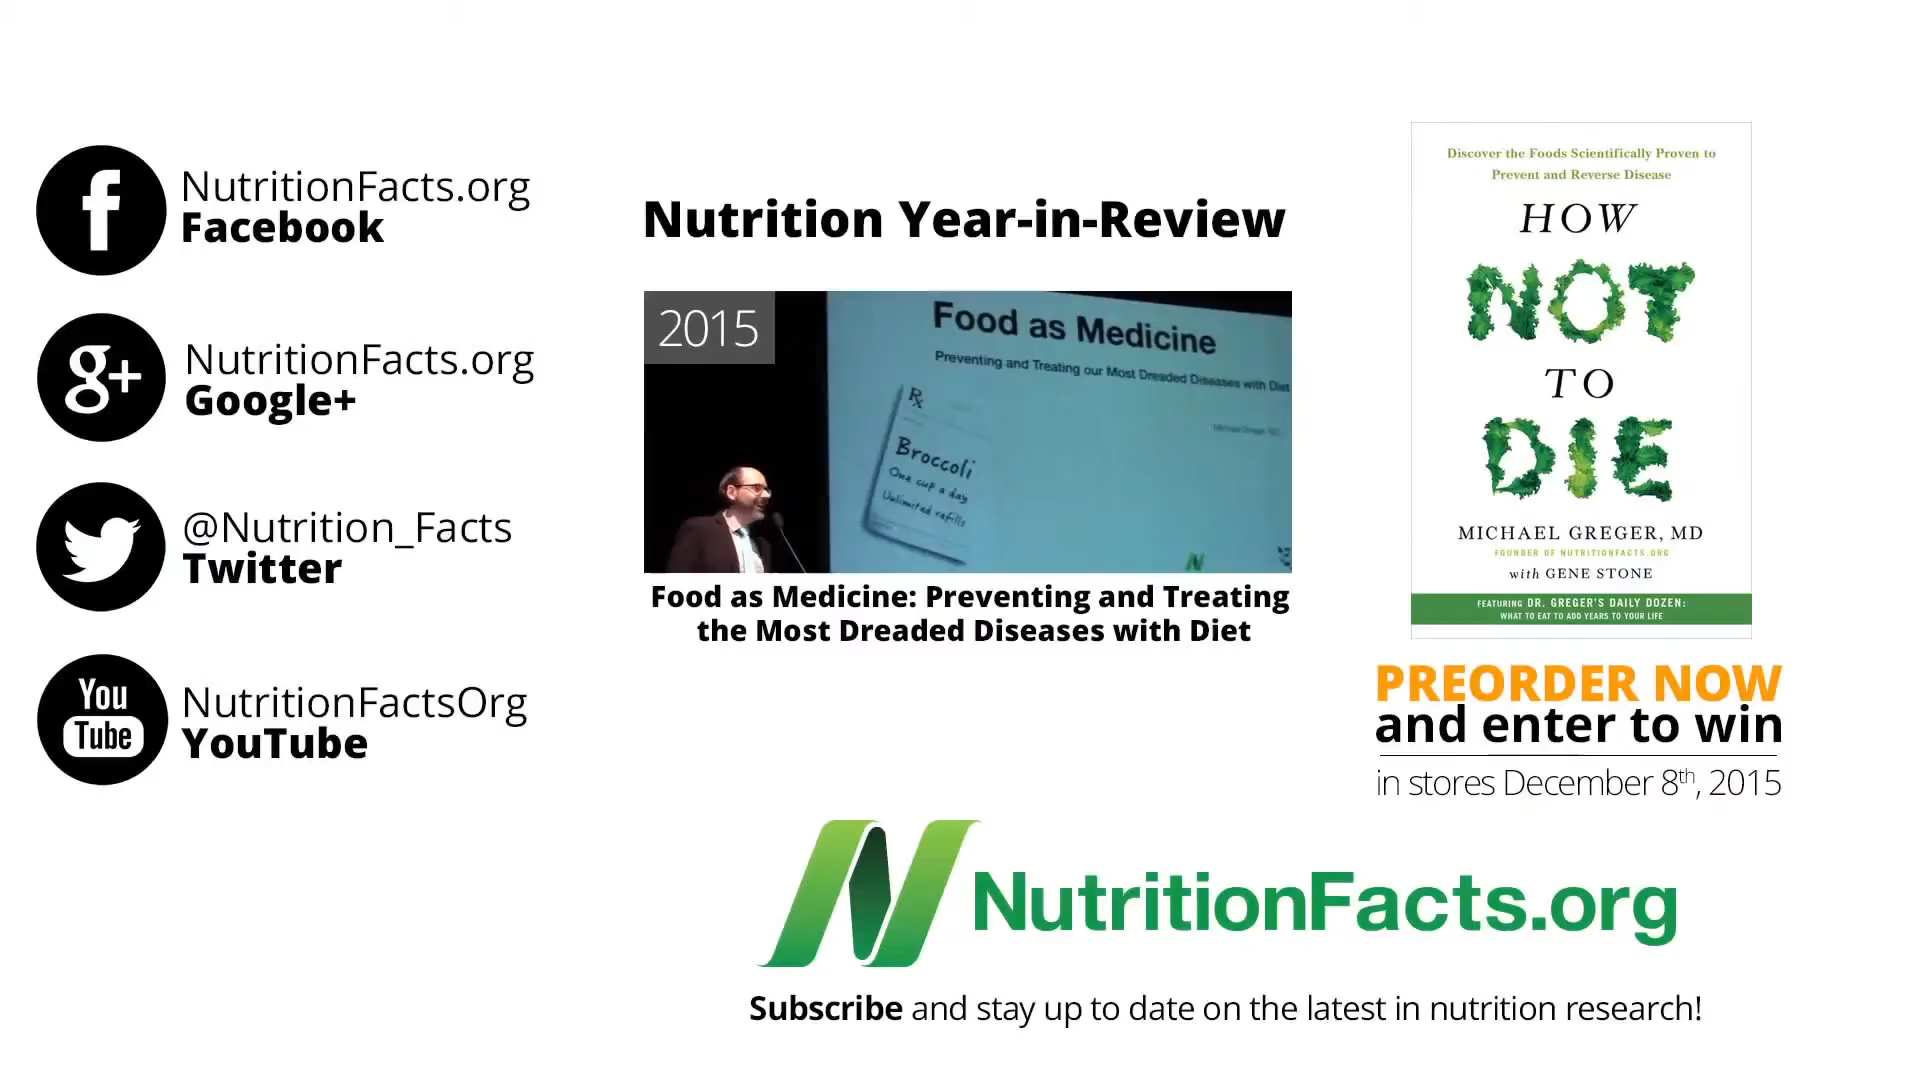 f
NutritionFacts.org
Facebook
g+
NutritionFacts.org
Google+
@Nutrition_Facts
Twitter
You
Tube
NutritionFactsOrg
YouTube
Nutrition Year-in-Review
2015
Food as Medicine
Preventing and Treating our Most Dreaded Diseases with Diet
Rx
Broccoli
One cup a day
Unlimited refills
Food as Medicine: Preventing and Treating
the Most Dreaded Diseases with Diet
Discover the Foods Scientifically Proven to
Prevent and Reverse Disease
HOW
NOT
TO
DIE
MICHAEL GREGER, MD
FOUNDER OF NUTRITIONFACTS.ORG
with GENE STONE
FEATURING DR. GREGER'S DAILY DOZEN:
WHAT TO EAT TO ADD YEARS TO YOUR LIFE
PREORDER NOW
and enter to win
in stores December 8th, 2015
NutritionFacts.org
Subscribe and stay up to date on the latest in nutrition research!